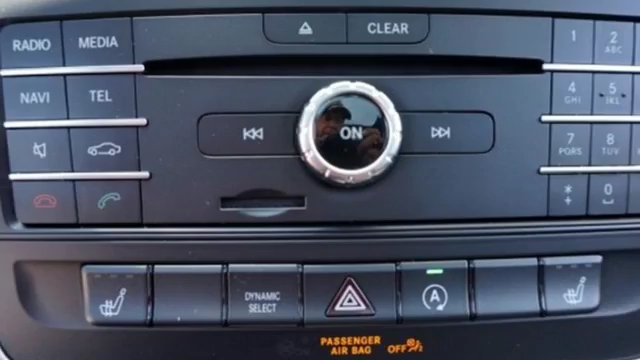 RADIO MEDIA CLEAR 1 2
ABC
NAVI TEL 4 5
GHI JKL
ON
7 8
PQRS TUV
* 0
+
DYNAMIC
SELECT
A
PASSENGER
AIR BAG OFF